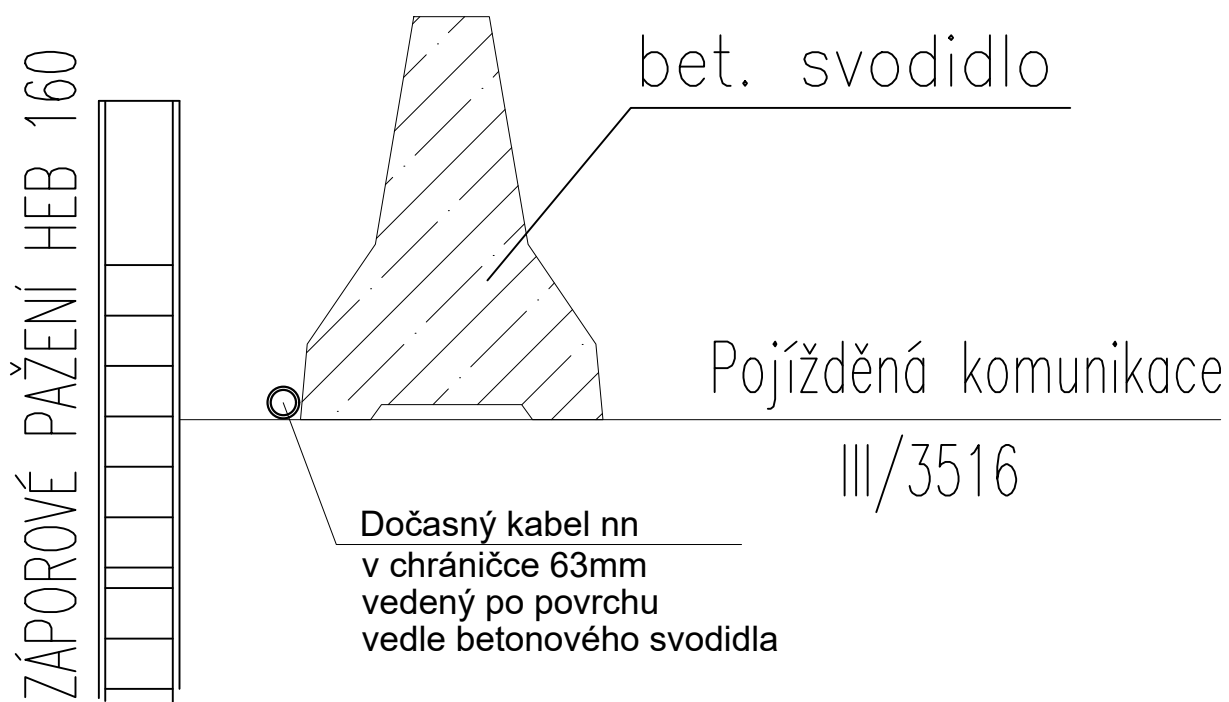 ZÁPOROVÉ PAŽENÍ HEB 160
bet. svodidlo
Pojížděná komunikace
III/3516
Dočasný kabel nn
v chráničce 63mm
vedený po povrchu
vedle betonového svodidla